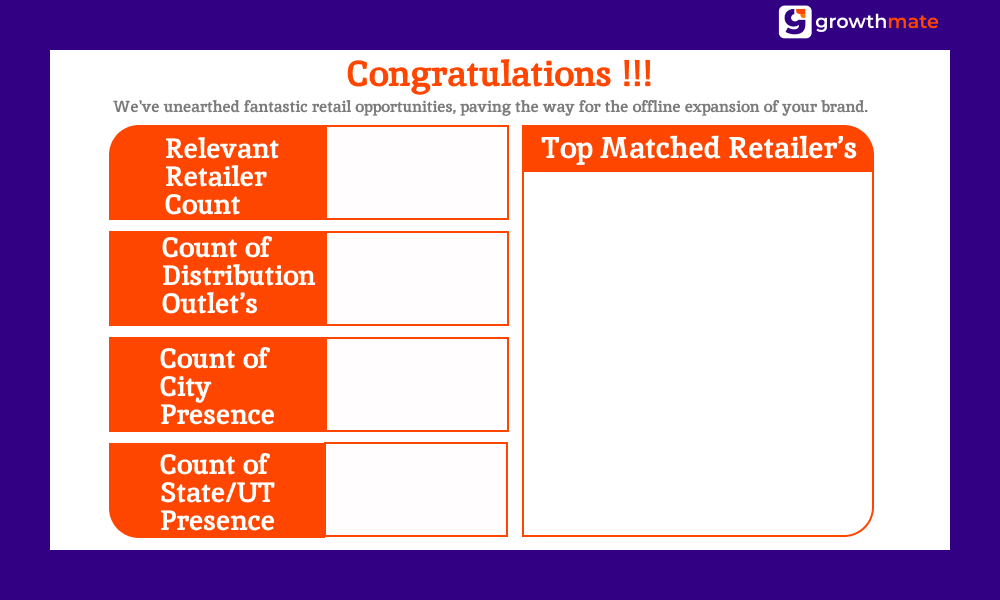 growthmate
Congratulations !!!
We've unearthed fantastic retail opportunities, paving the way for the offline expansion of your brand.
Relevant
Retailer
Count
Count of
Distribution
Outlet's
Count of
City
Presence
Count of
State/UT
Presence
Top Matched Retailer's